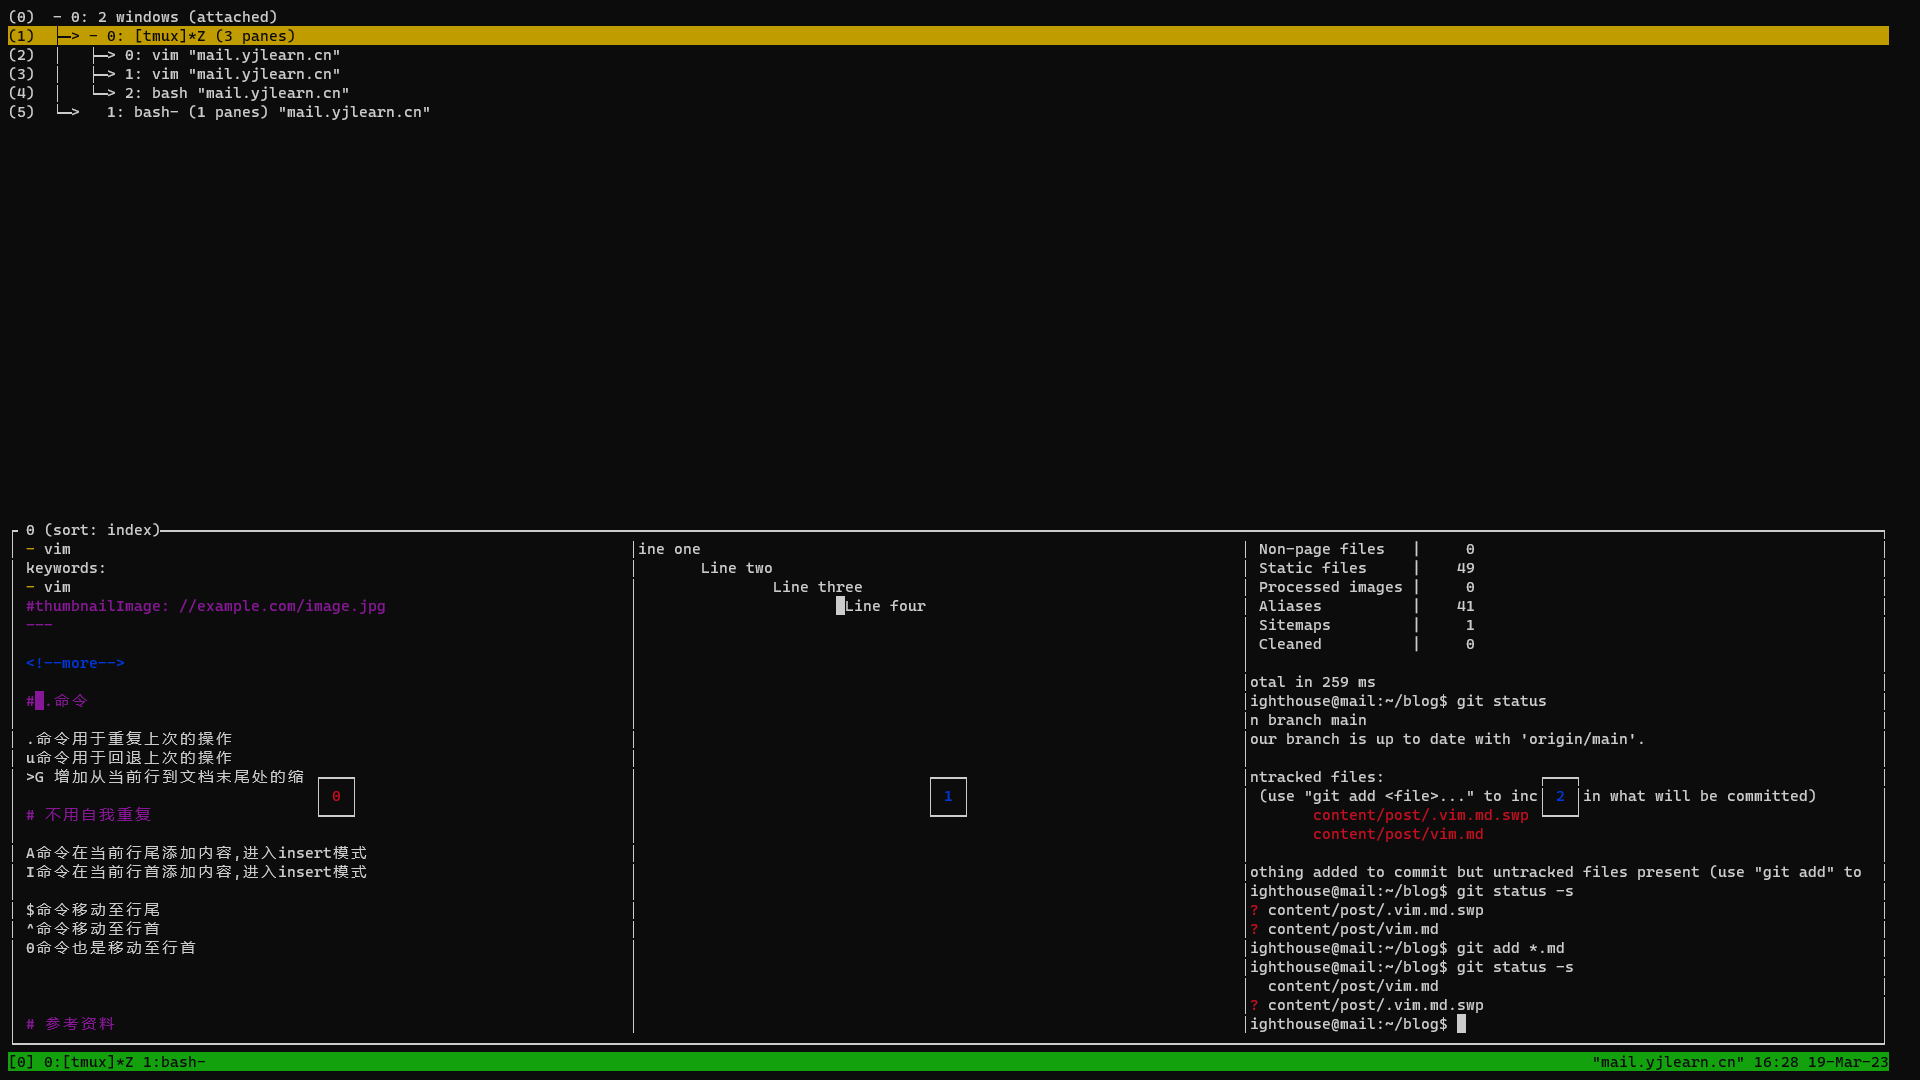 (0)  - 0: 2 windows (attached)
(1)  ├─> - 0: [tmux]*Z (3 panes)
(2)  │   ├─> 0: vim "mail.yjlearn.cn"
(3)  │   ├─> 1: vim "mail.yjlearn.cn"
(4)  │   └─> 2: bash "mail.yjlearn.cn"
(5)  └─>   1: bash- (1 panes) "mail.yjlearn.cn"
0 (sort: index)
- vim
keywords:
- vim
#thumbnailImage: //example.com/image.jpg
---
<!--more-->
# .命令
.命令用于重复上次的操作
u命令用于回退上次的操作
>G 增加从当前行到文档末尾处的缩
0
# 不用自我重复
A命令在当前行尾添加内容,进入insert模式
I命令在当前行首添加内容,进入insert模式
$命令移动至行尾
^命令移动至行首
0命令也是移动至行首
# 参考资料
ine one
Line two
Line three
Line four
1
Non-page files   |     0
Static files     |    49
Processed images |     0
Aliases          |    41
Sitemaps         |     1
Cleaned          |     0
otal in 259 ms
ighthouse@mail:~/blog$ git status
n branch main
our branch is up to date with 'origin/main'.
ntracked files:
(use "git add <file>..." to inc 2 in what will be committed)
content/post/.vim.md.swp
content/post/vim.md
othing added to commit but untracked files present (use "git add" to
ighthouse@mail:~/blog$ git status -s
? content/post/.vim.md.swp
? content/post/vim.md
ighthouse@mail:~/blog$ git add *.md
ighthouse@mail:~/blog$ git status -s
content/post/vim.md
? content/post/.vim.md.swp
ighthouse@mail:~/blog$
[0] 0:[tmux]*Z 1:bash-
"mail.yjlearn.cn" 16:28 19-Mar-23